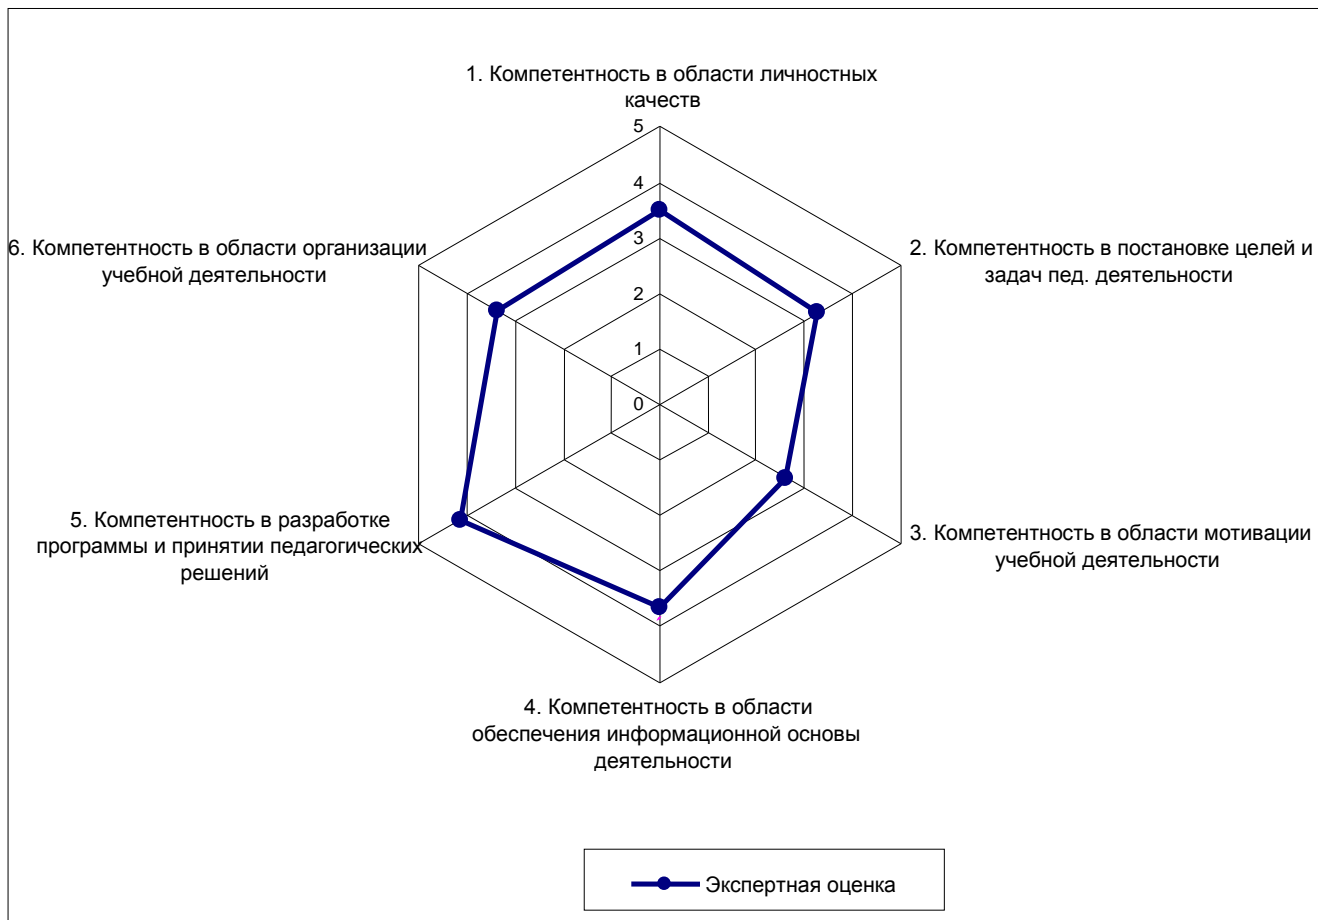 1. Компетентность в области личностных
качеств
5
4
3
2
1
0
2. Компетентность в постановке целей и
задач пед. деятельности
3. Компетентность в области мотивации
учебной деятельности
4. Компетентность в области
обеспечения информационной основы
деятельности
5. Компетентность в разработке
программы и принятии педагогических
решений
6. Компетентность в области организации
учебной деятельности
Экспертная оценка